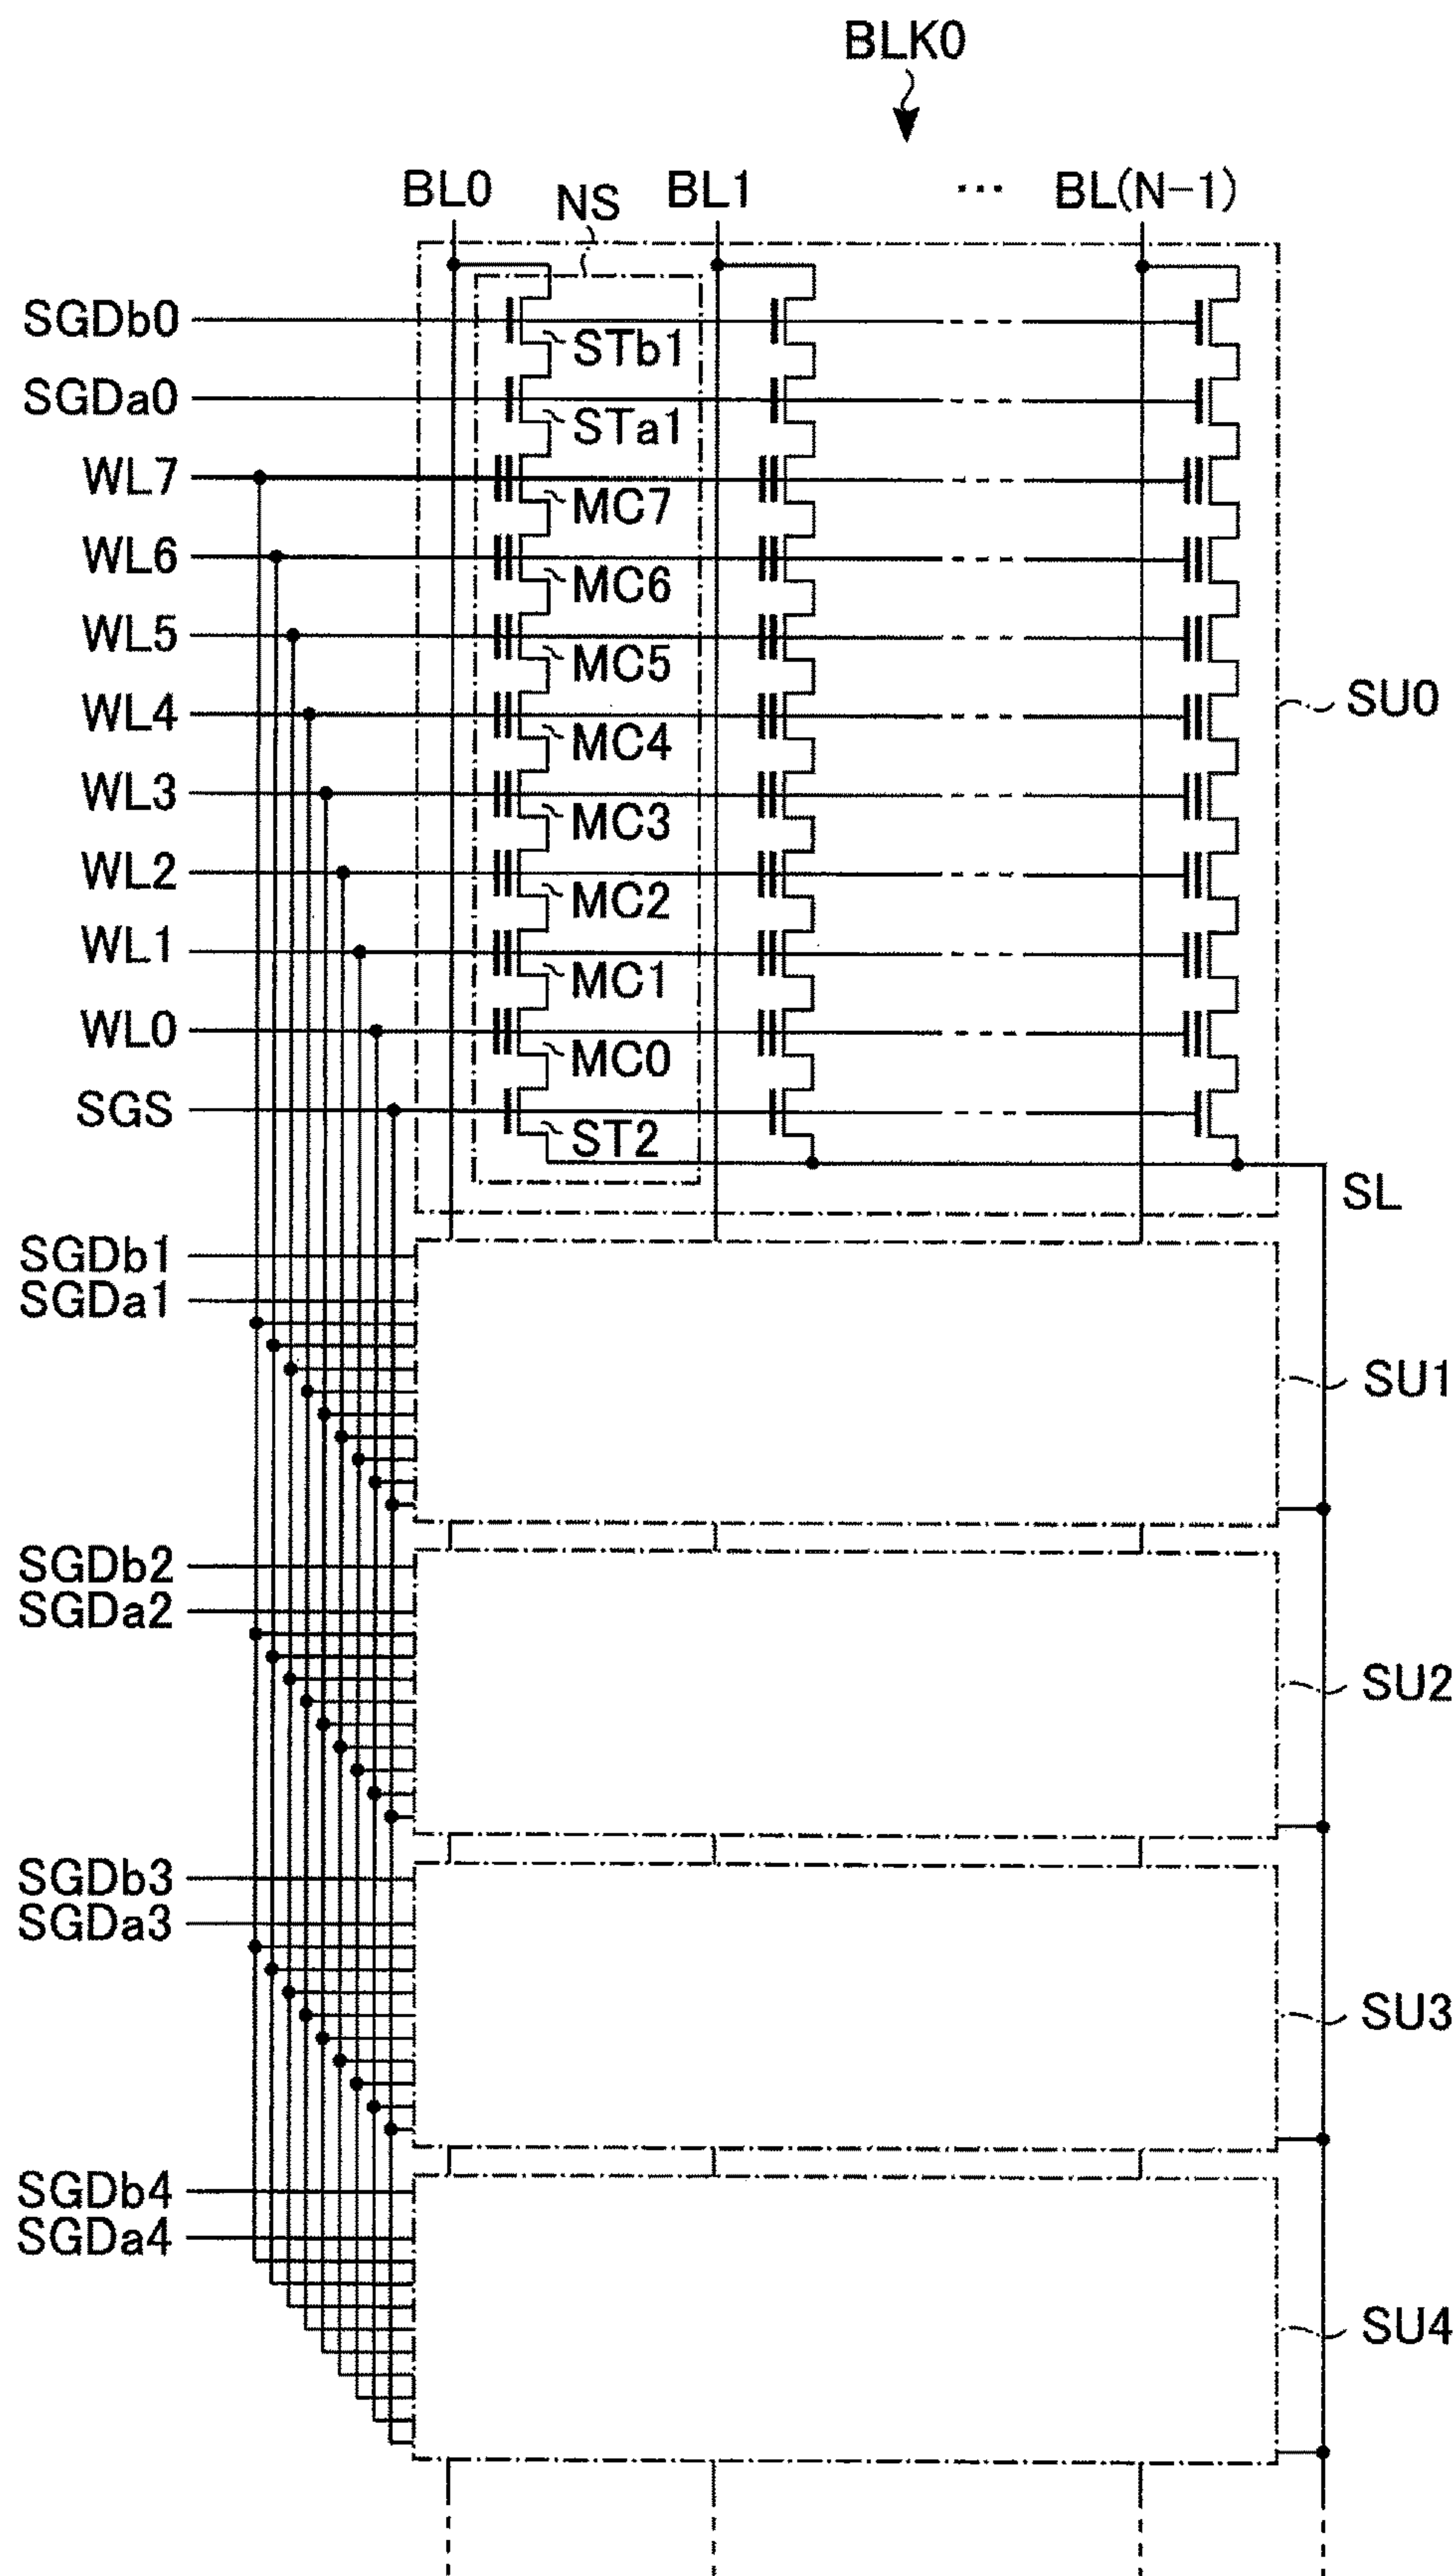 BLK0
BL0 NS BL1 ... BL(N-1)
SGDb0
STb1
SGDa0
STa1
WL7
MC7
WL6
MC6
WL5
MC5
WL4
MC4
SU0
WL3
MC3
WL2
MC2
WL1
MC1
WL0
MC0
SGS
ST2
SL
SGDb1
SGDa1
SU1
SGDb2
SGDa2
SU2
SGDb3
SGDa3
SU3
SGDb4
SGDa4
SU4